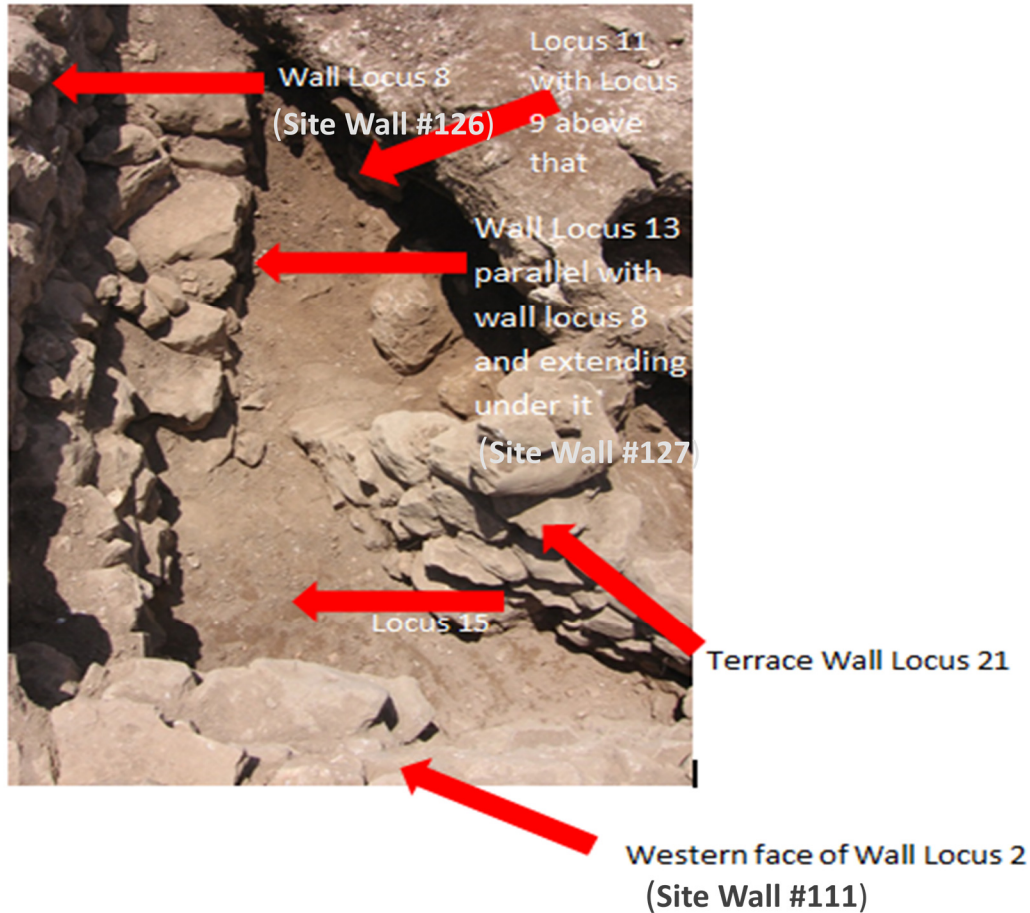 Wall Locus 8
(Site Wall #126)
Locus 11
with Locus
9 above
that
Wall Locus 13
parallel with
wall locus 8
and extending
under it
(Site Wall #127)
Locus 15
Terrace Wall Locus 21
Western face of Wall Locus 2
(Site Wall #111)